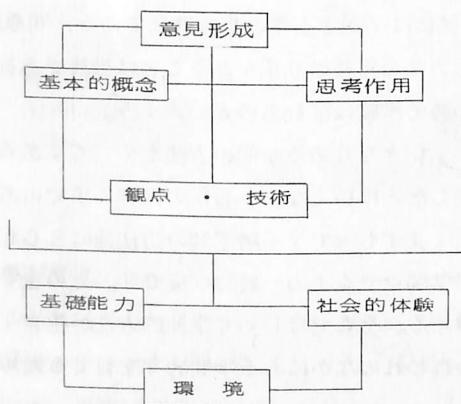 意見形成
基本的概念
思考作用
観点 ・ 技術
基礎能力
社会的体験
環境